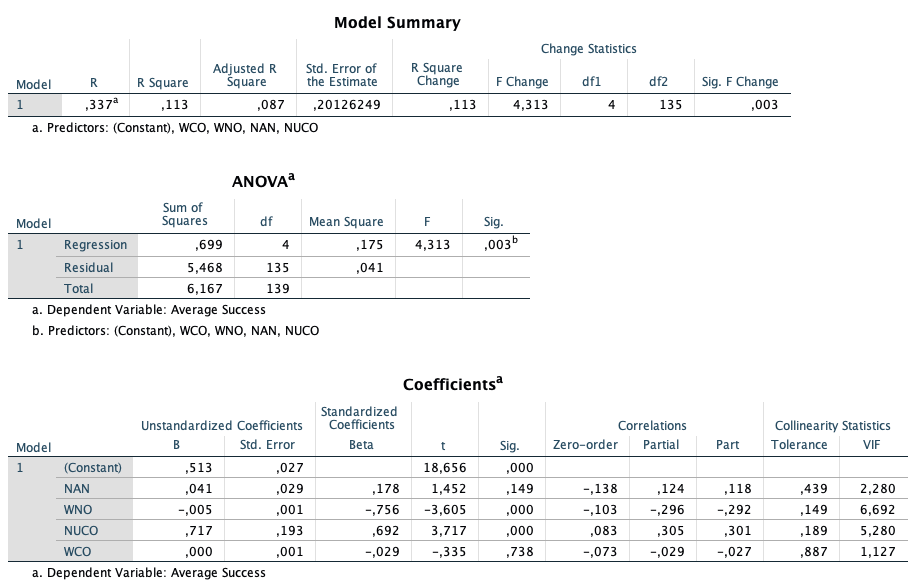 Model Summary
Change Statistics
Model R R Square Adjusted R Square Std. Error of the Estimate R Square Change F Change df1 df2 Sig. F Change
1 ,337a ,113 ,087 ,20126249 ,113 4,313 4 135 ,003
a. Predictors: (Constant), WCO, WNO, NAN, NUCO
ANOVAa
Model Sum of Squares df Mean Square F Sig.
1 Regression ,699 4 ,175 4,313 ,003b
Residual 5,468 135 ,041
Total 6,167 139
a. Dependent Variable: Average Success
b. Predictors: (Constant), WCO, WNO, NAN, NUCO
Coefficientsa
Unstandardized Coefficients Standardized Coefficients Correlations Collinearity Statistics
Model B Std. Error Beta t Sig. Zero-order Partial Part Tolerance VIF
1 (Constant) ,513 ,027 18,656 ,000
NAN ,041 ,029 ,178 1,452 ,149 -,138 ,124 ,118 ,439 2,280
WNO -,005 ,001 -,756 -3,605 ,000 -,103 -,296 -,292 ,149 6,692
NUCO ,717 ,193 ,692 3,717 ,000 ,083 ,305 ,301 ,189 5,280
WCO ,000 ,001 -,029 -,335 ,738 -,073 -,029 -,027 ,887 1,127
a. Dependent Variable: Average Success